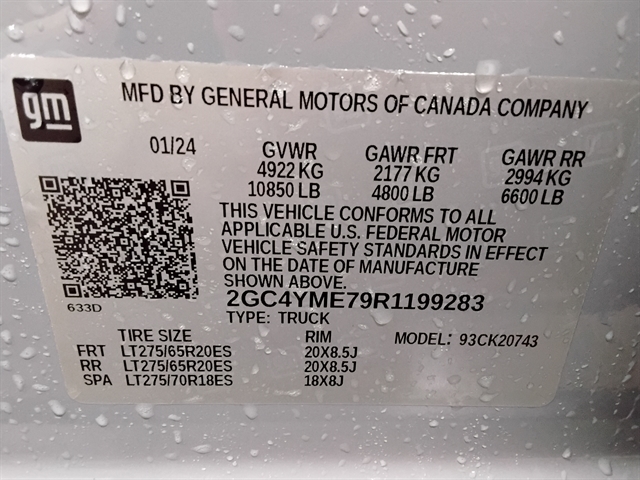 gm
MFD BY GENERAL MOTORS OF CANADA COMPANY
01/24 GVWR GAWR FRT GAWR RR
4922 KG 2177 KG 2994 KG
10850 LB 4800 LB 6600 LB
THIS VEHICLE CONFORMS TO ALL
APPLICABLE U.S. FEDERAL MOTOR
VEHICLE SAFETY STANDARDS IN EFFECT
ON THE DATE OF MANUFACTURE
SHOWN ABOVE.
633D
2GC4YME79R1199283
TYPE: TRUCK
TIRE SIZE RIM MODEL: 93CK20743
FRT LT275/65R20ES 20X8.5J
RR LT275/65R20ES 20X8.5J
SPA LT275/70R18ES 18X8J